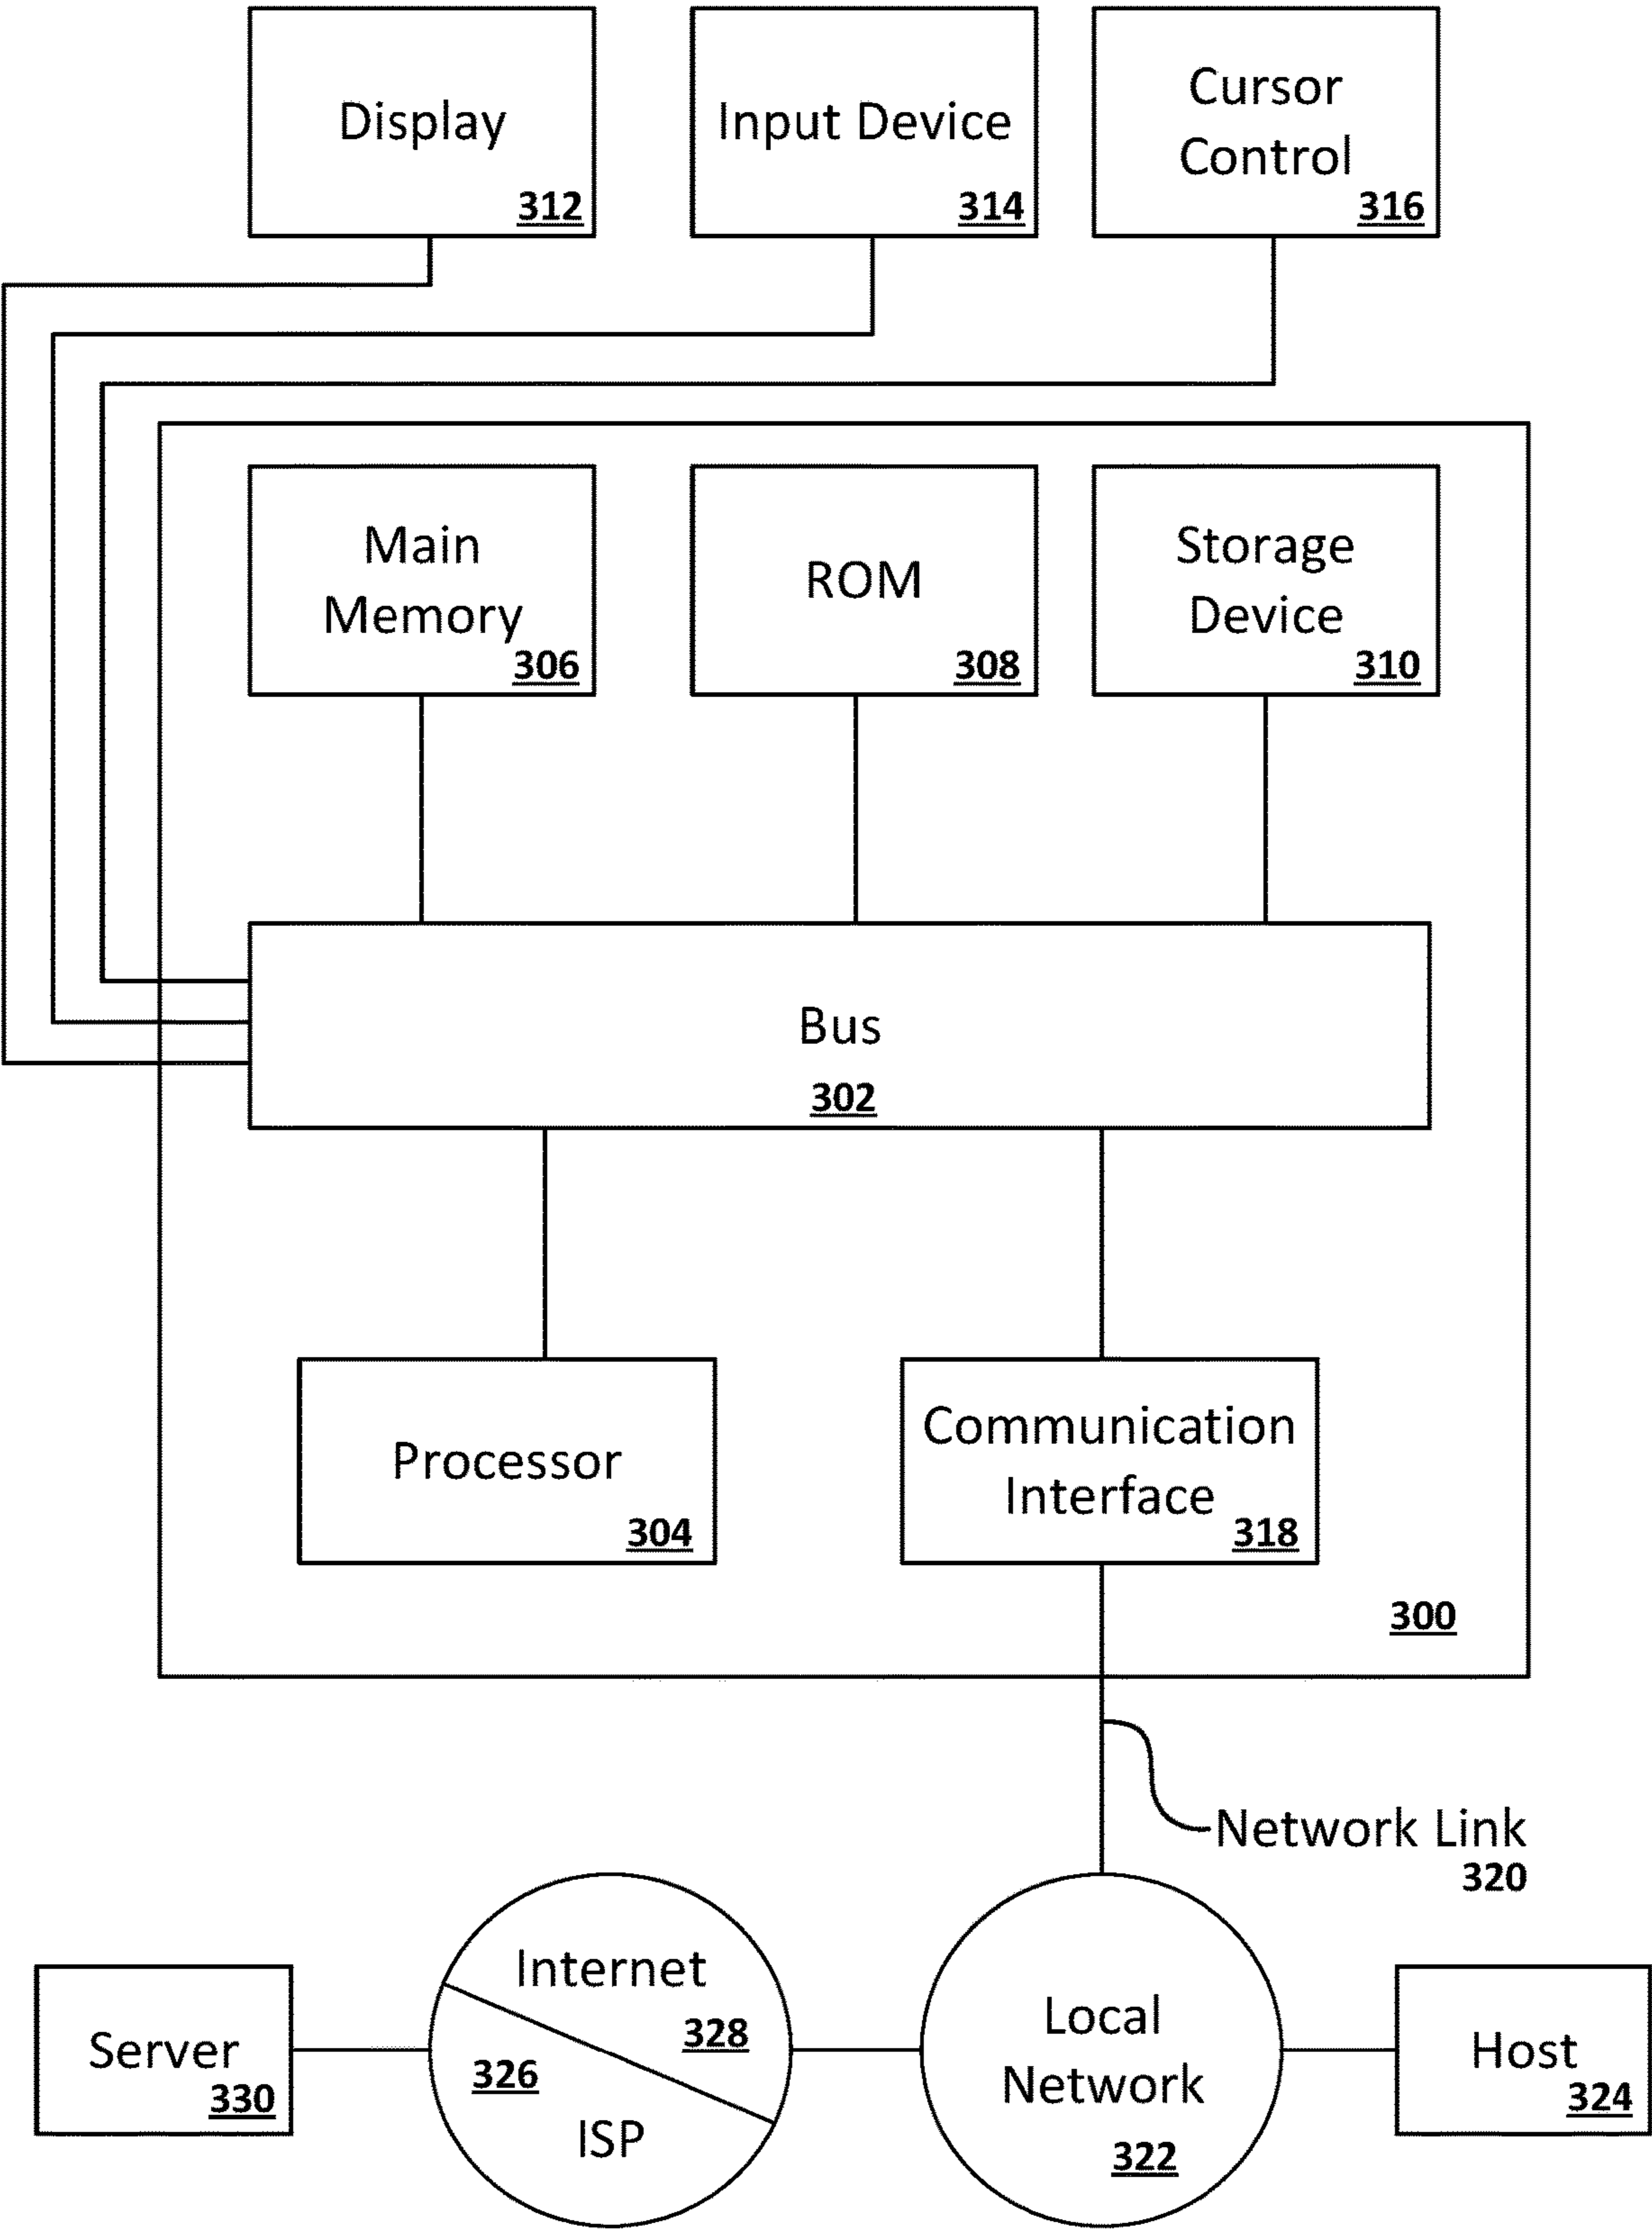 Display
312
Input Device
314
Cursor
Control
316
Main
Memory
306
ROM
308
Storage
Device
310
Bus
302
Processor
304
Communication
Interface
318
300
Network Link
320
Server
330
Internet
328
326
ISP
Local
Network
322
Host
324